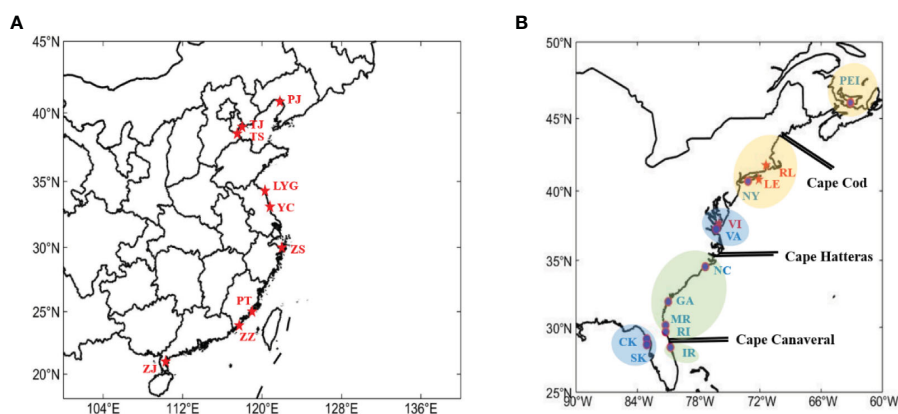 A
B
45°N
40°N
35°N
30°N
25°N
20°N
104°E
112°E
120°E
128°E
136°E
PJ
TJ
TS
LYG
YC
ZS
PT
ZZ
ZJ
50°N
45°N
40°N
35°N
30°N
25°N
90°W
84°W
78°W
72°W
66°W
60°W
PEI
RL
LE
NY
Cape Cod
VI
VA
Cape Hatteras
NC
GA
MR
RI
Cape Canaveral
CK
IR
SK